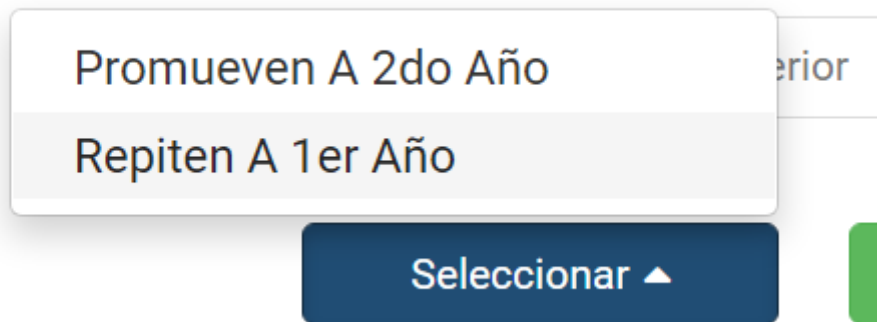 Promueven A 2do Año
erior
Repiten A 1er Año
Seleccionar